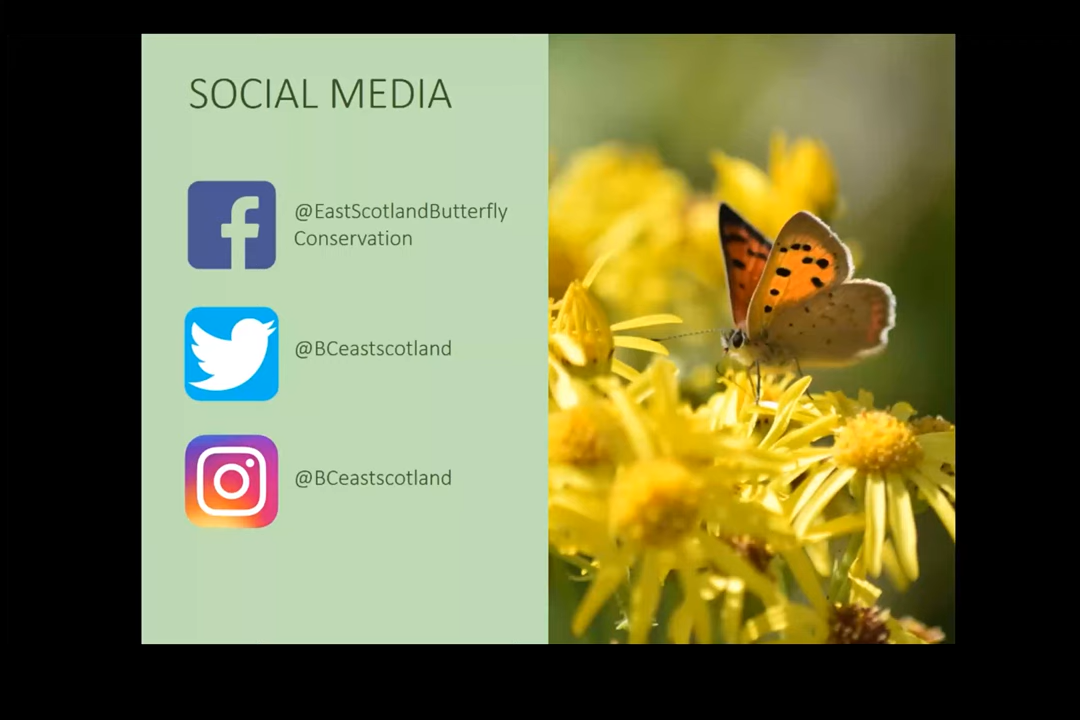 SOCIAL MEDIA
@EastScotlandButterfly
Conservation
@BCeastscotland
@BCeastscotland